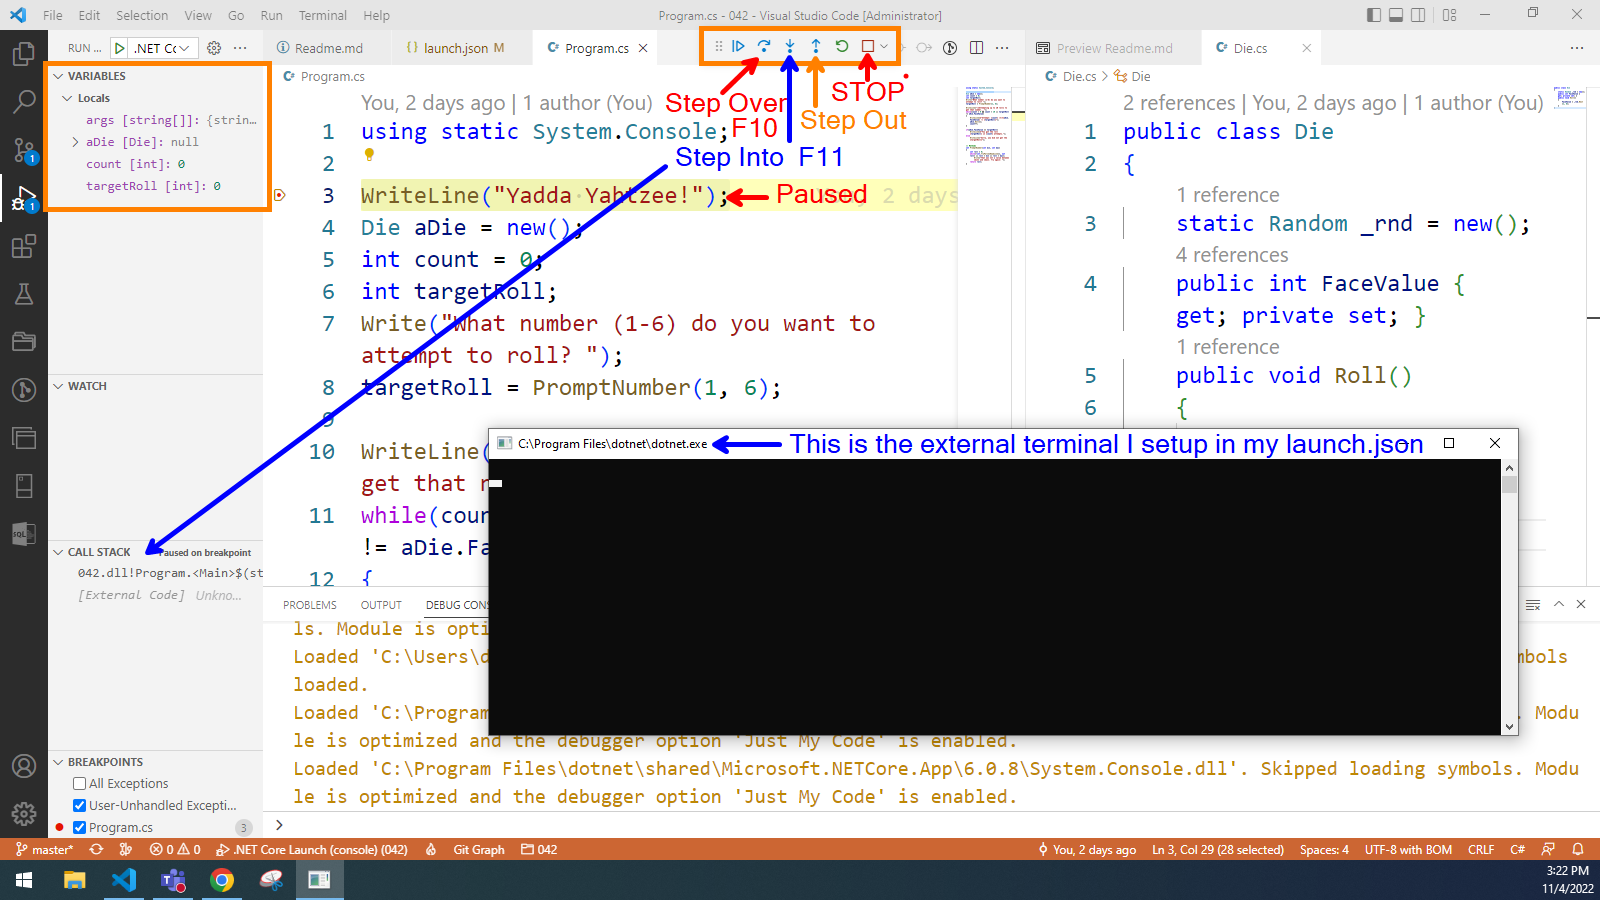 File Edit Selection View Go Run Terminal Help
Program.cs - 042 - Visual Studio Code [Administrator]
RUN ...
.NET Cc
Readme.md
{} launch.json M
C# Program.cs
Preview Readme.md
C# Die.cs
VARIABLES
Locals
args [string[]]: {strin...
aDie [Die]: null
count [int]: 0
targetRoll [int]: 0
WATCH
CALL STACK
Paused on breakpoint
042.dll!Program.<Main>$(st
[External Code] Unkno...
BREAKPOINTS
All Exceptions
User-Unhandled Excepti...
Program.cs 3
1
1
C# Program.cs
You, 2 days ago | 1 author (You)
1 using static System.Console;
2
3 WriteLine("Yadda·Yahtzee!"); 2 days
4 Die aDie = new();
5 int count = 0;
6 int targetRoll;
7 Write("What number (1-6) do you want to
attempt to roll? ");
8 targetRoll = PromptNumber(1, 6);
9
10 WriteLine(
get that
11 while(coun
!= aDie.Fa
12 {
Step Over
F10
STOP
Step Out
Step Into F11
Paused
C# Die.cs > Die
2 references | You, 2 days ago | 1 author (You)
1 public class Die
2 {
1 reference
3 static Random _rnd = new();
4 references
4 public int FaceValue {
get; private set; }
1 reference
5 public void Roll()
6 {
C:\Program Files\dotnet\dotnet.exe
This is the external terminal I setup in my launch.json
PROBLEMS OUTPUT DEBUG CONS
ls. Module is opti
Loaded 'C:\Users\d mbols
loaded.
Loaded 'C:\Program . Modu
le is optimized and the debugger option 'Just My Code' is enabled.
Loaded 'C:\Program Files\dotnet\shared\Microsoft.NETCore.App\6.0.8\System.Console.dll'. Skipped loading symbols. Modu
le is optimized and the debugger option 'Just My Code' is enabled.
>
master* 0 0 .NET Core Launch (console) (042) Git Graph 042
You, 2 days ago Ln 3, Col 29 (28 selected) Spaces: 4 UTF-8 with BOM CRLF C#
3:22 PM
11/4/2022